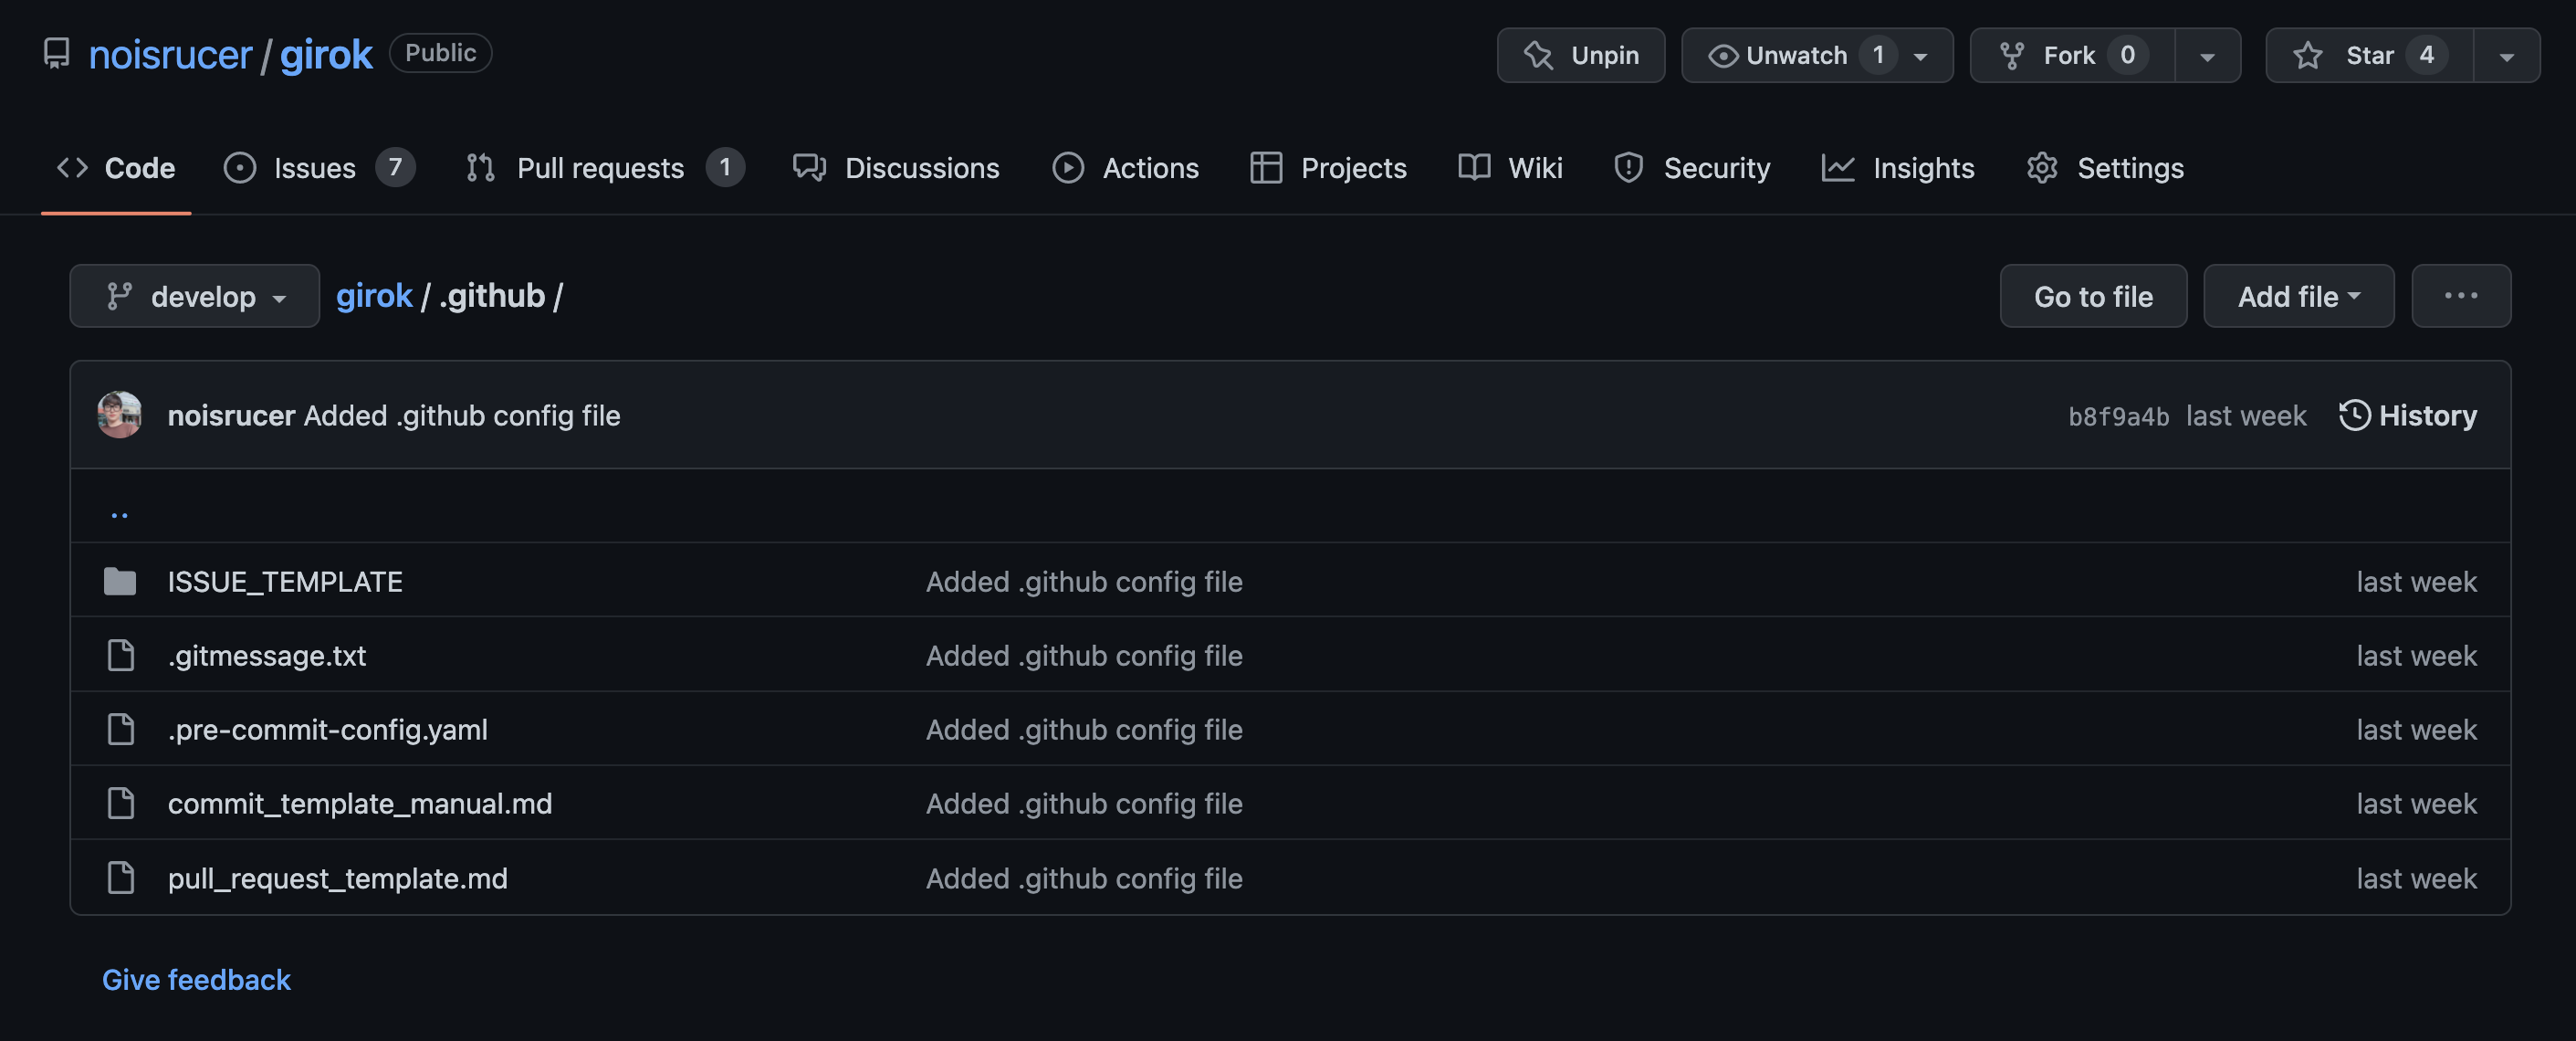 noisrucer / girok Public Unpin Unwatch 1 Fork 0 Star 4
Code Issues 7 Pull requests 1 Discussions Actions Projects Wiki Security Insights Settings
develop girok / .github / Go to file Add file ...
noisrucer Added .github config file b8f9a4b last week History
..
ISSUE_TEMPLATE Added .github config file last week
.gitmessage.txt Added .github config file last week
.pre-commit-config.yaml Added .github config file last week
commit_template_manual.md Added .github config file last week
pull_request_template.md Added .github config file last week
Give feedback